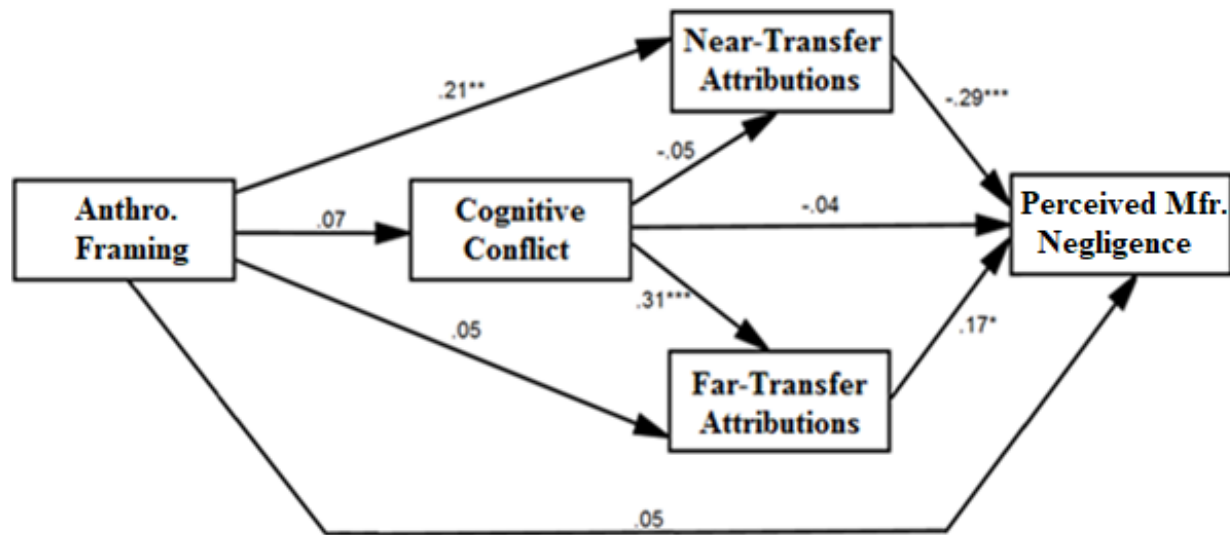 Near-Transfer
Attributions
.21**
-.29***
-.05
Anthro.
Framing
.07
Cognitive
Conflict
-.04
Perceived Mfr.
Negligence
.31***
.05
.17*
Far-Transfer
Attributions
.05